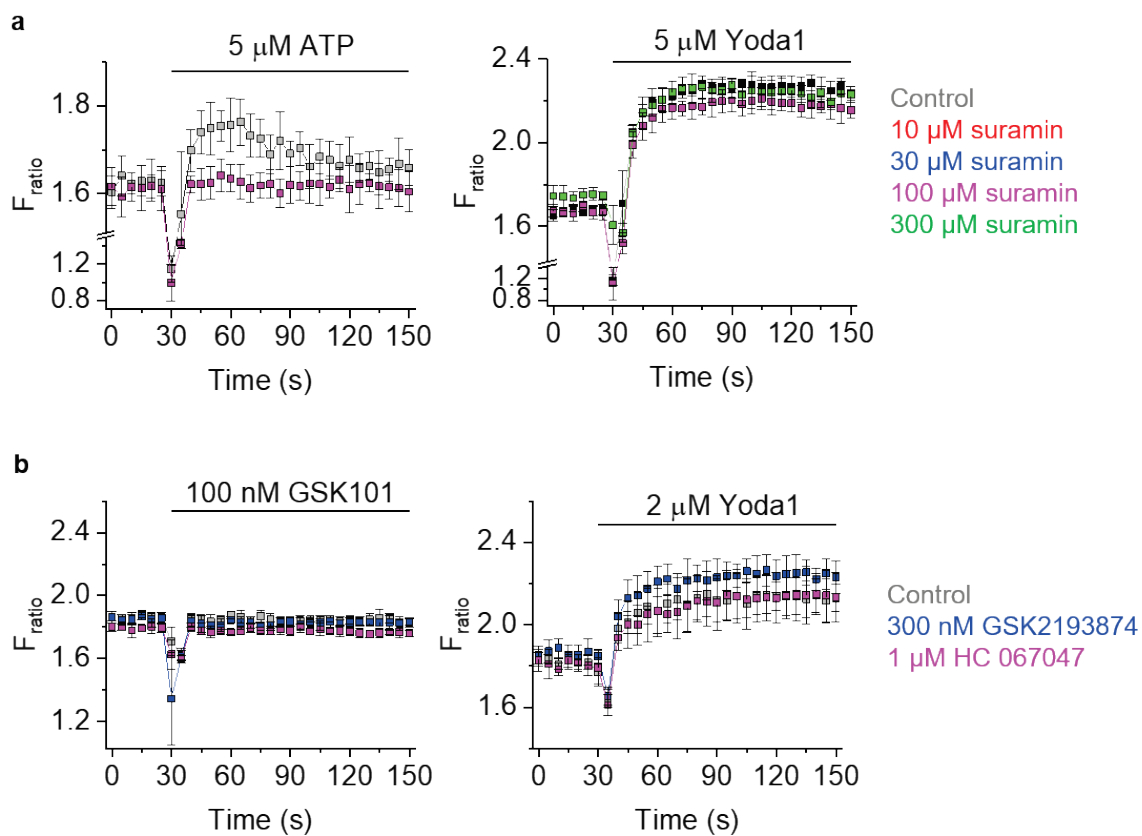 a
5 μM ATP
1.8
1.6
1.2
0.8
F_ratio
0 30 60 90 120 150
Time (s)
5 μM Yoda1
2.4
2.0
1.6
1.2
0.8
F_ratio
0 30 60 90 120 150
Time (s)
Control
10 μM suramin
30 μM suramin
100 μM suramin
300 μM suramin
b
100 nM GSK101
2.4
2.0
1.6
1.2
F_ratio
0 30 60 90 120 150
Time (s)
2 μM Yoda1
2.4
2.0
1.6
F_ratio
0 30 60 90 120 150
Time (s)
Control
300 nM GSK2193874
1 μM HC 067047